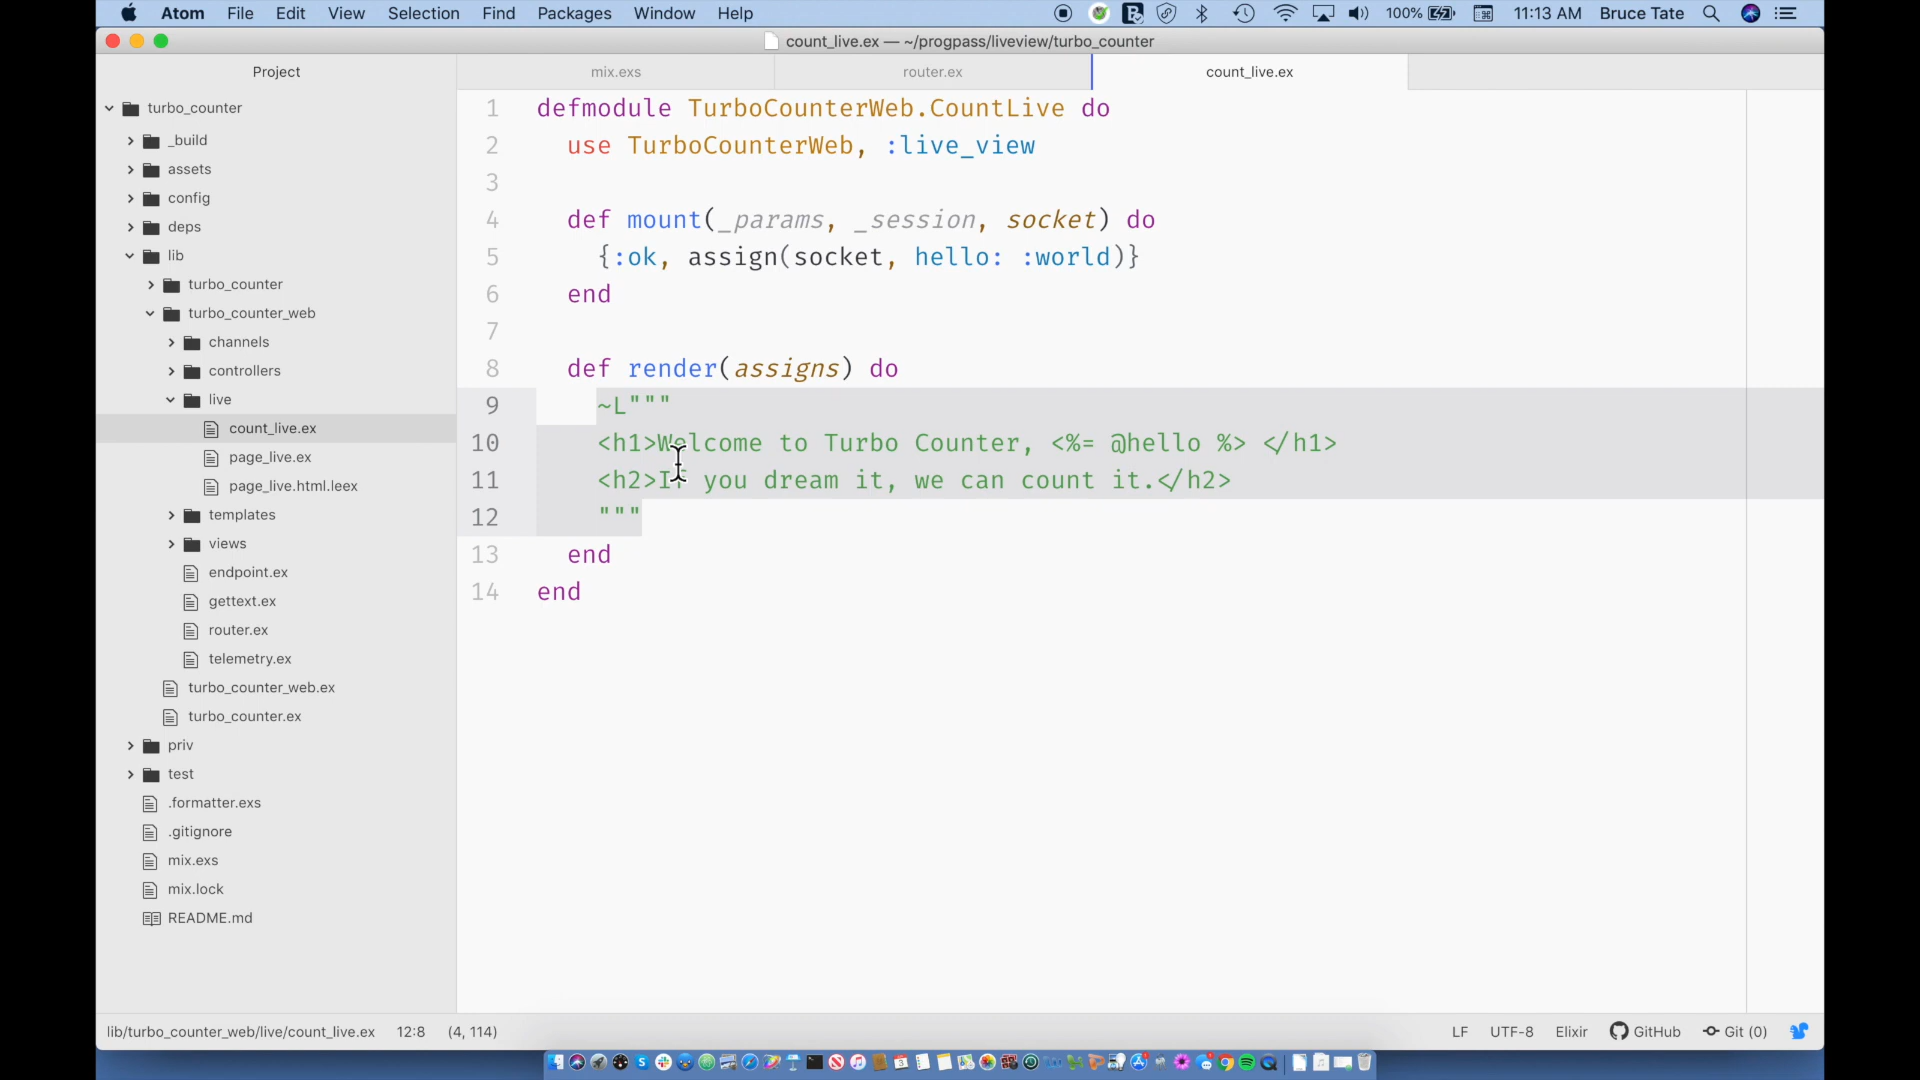 Atom File Edit View Selection Find Packages Window Help 100% 11:13 AM Bruce Tate
count_live.ex — ~/progpass/liveview/turbo_counter
Project
mix.exs router.ex count_live.ex
turbo_counter
_build
assets
config
deps
lib
turbo_counter
turbo_counter_web
channels
controllers
live
count_live.ex
page_live.ex
page_live.html.leex
templates
views
endpoint.ex
gettext.ex
router.ex
telemetry.ex
turbo_counter_web.ex
turbo_counter.ex
priv
test
.formatter.exs
.gitignore
mix.exs
mix.lock
README.md
1 defmodule TurboCounterWeb.CountLive do
2 use TurboCounterWeb, :live_view
3
4 def mount(_params, _session, socket) do
5 {:ok, assign(socket, hello: :world)}
6 end
7
8 def render(assigns) do
9 ~L"""
10 <h1>Welcome to Turbo Counter, <%= @hello %> </h1>
11 <h2>If you dream it, we can count it.</h2>
12 """
13 end
14 end
lib/turbo_counter_web/live/count_live.ex 12:8 (4, 114) LF UTF-8 Elixir GitHub Git (0)